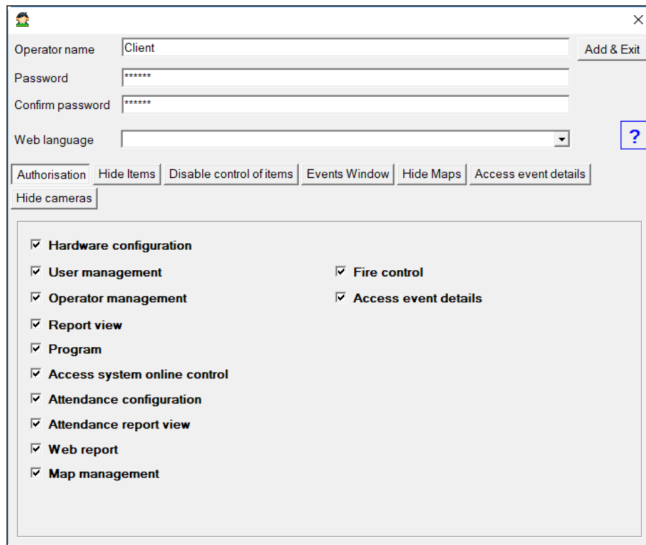 Operator name Client Add & Exit
Password ******
Confirm password ******
Web language ?
Authorisation Hide Items Disable control of items Events Window Hide Maps Access event details
Hide cameras
Hardware configuration
User management Fire control
Operator management Access event details
Report view
Program
Access system online control
Attendance configuration
Attendance report view
Web report
Map management